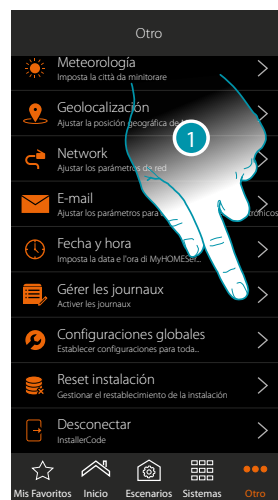 Otro
Meteorología
Imposta la città da minitorare
Geolocalización
Ajustar la posición geográfica de
1
Network
Ajustar los parámetros de red
E-mail
Ajustar los parámetros para trónicos
Fecha y hora
Imposta la data e l'ora di MyHOMESer...
Gérer les journaux
Activer les journaux
Configuraciones globales
Establecer configuraciones para toda...
Reset instalación
Gestionar el restablecimiento de la instalación
Desconectar
InstallerCode
Mis Favoritos Inicio Escenarios Sistemas Otro